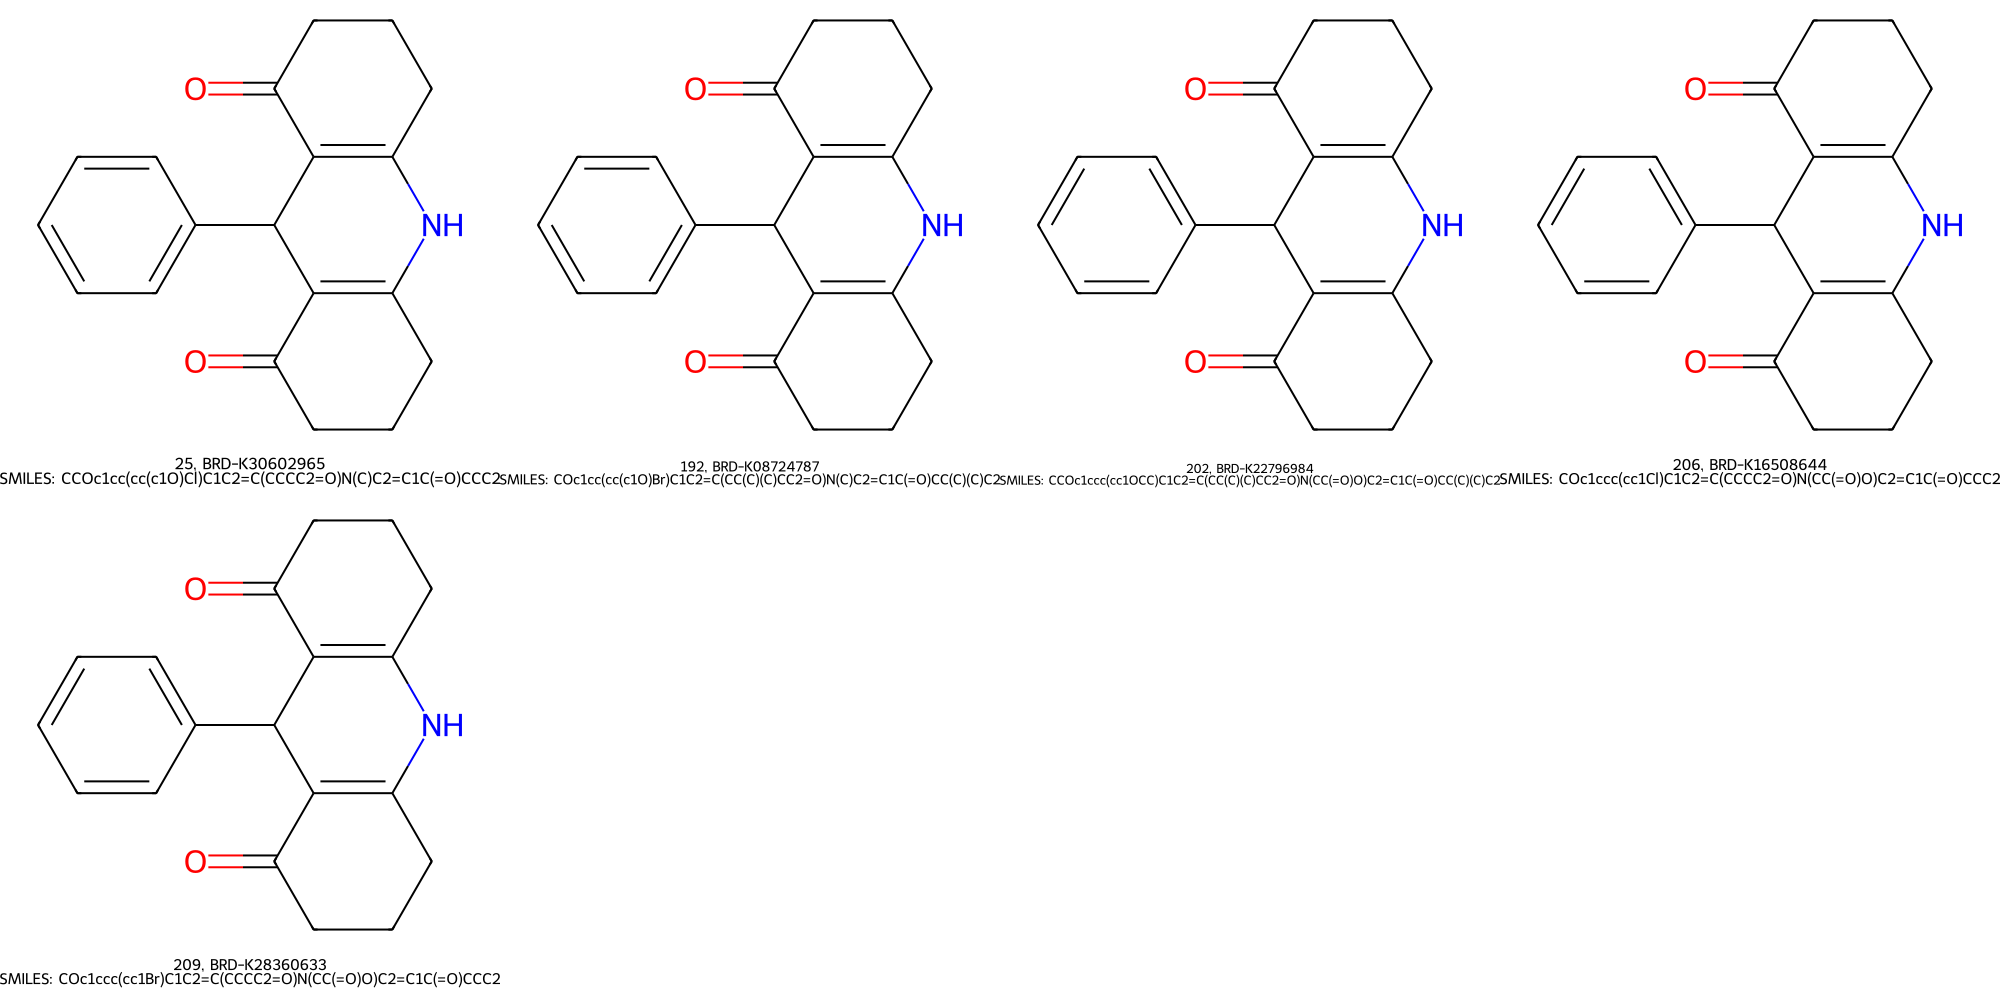 O
NH
O
25, BRD-K30602965
SMILES: CCOc1cc(cc(c1O)Cl)C1C2=C(CCCC2=O)N(C)C2=C1C(=O)CCC2
O
NH
O
192, BRD-K08724787
SMILES: COc1cc(cc(c1O)Br)C1C2=C(CC(C)(C)CC2=O)N(C)C2=C1C(=O)CC(C)(C)C2
O
NH
O
202, BRD-K22796984
SMILES: CCOc1ccc(cc1OCC)C1C2=C(CC(C)(C)CC2=O)N(CC(=O)O)C2=C1C(=O)CC(C)(C)C2
O
NH
O
206, BRD-K16508644
SMILES: COc1ccc(cc1Cl)C1C2=C(CCCC2=O)N(CC(=O)O)C2=C1C(=O)CCC2
O
NH
O
209, BRD-K28360633
SMILES: COc1ccc(cc1Br)C1C2=C(CCCC2=O)N(CC(=O)O)C2=C1C(=O)CCC2